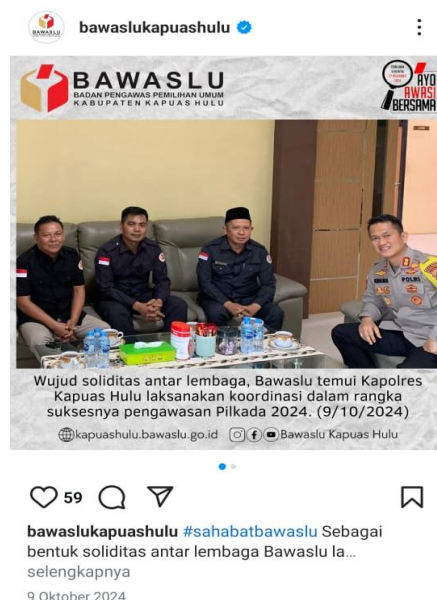 bawaslukapuashulu
BAWASLU
BADAN PENGAWAS PEMILIHAN UMUM
KABUPATEN KAPUAS HULU
AYO
AWASI
BERSAMA
POLRI
Wujud soliditas antar lembaga, Bawaslu temui Kapolres
Kapuas Hulu laksanakan koordinasi dalam rangka
suksesnya pengawasan Pilkada 2024. (9/10/2024)
kapuashulu.bawaslu.go.id Bawaslu Kapuas Hulu
59
bawaslukapuashulu #sahabatbawaslu Sebagai
bentuk soliditas antar lembaga Bawaslu la...
selengkapnya
9 Oktober 2024